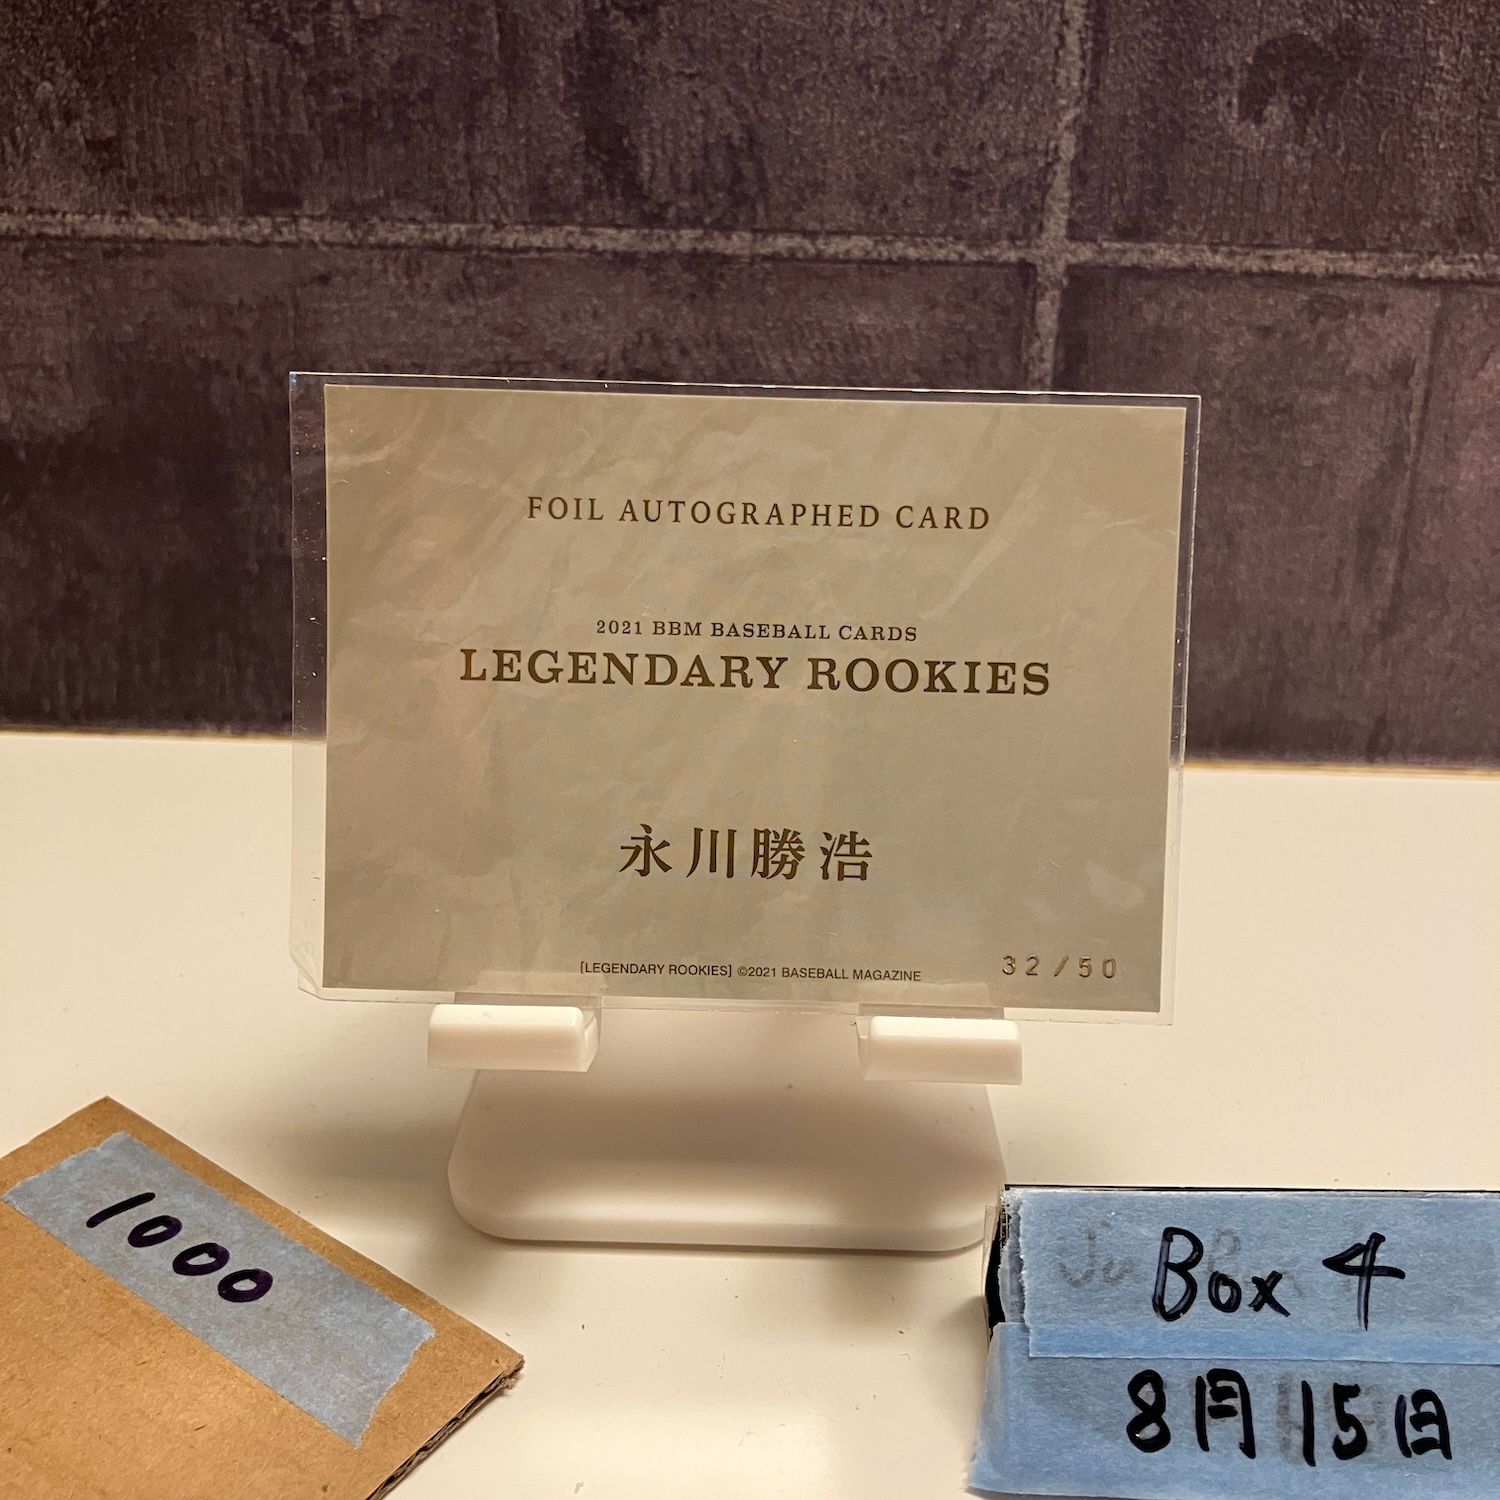 FOIL AUTOGRAPHED CARD
2021 BBM BASEBALL CARDS
LEGENDARY ROOKIES
永川勝浩
[LEGENDARY ROOKIES] ©2021 BASEBALL MAGAZINE
32/50
1000
Box 4
8月15日